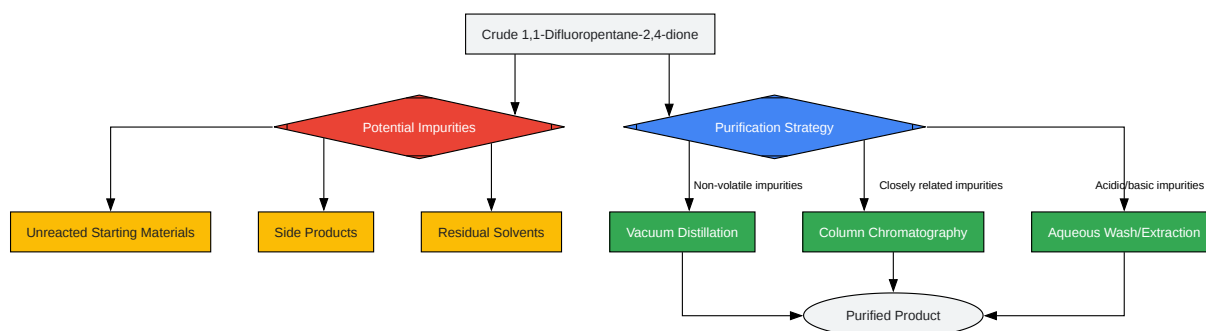 Crude 1,1-Difluoropentane-2,4-dione
Potential Impurities
Purification Strategy
Non-volatile impurities
Closely related impurities
Acidic/basic impurities
Unreacted Starting Materials
Side Products
Residual Solvents
Vacuum Distillation
Column Chromatography
Aqueous Wash/Extraction
Purified Product